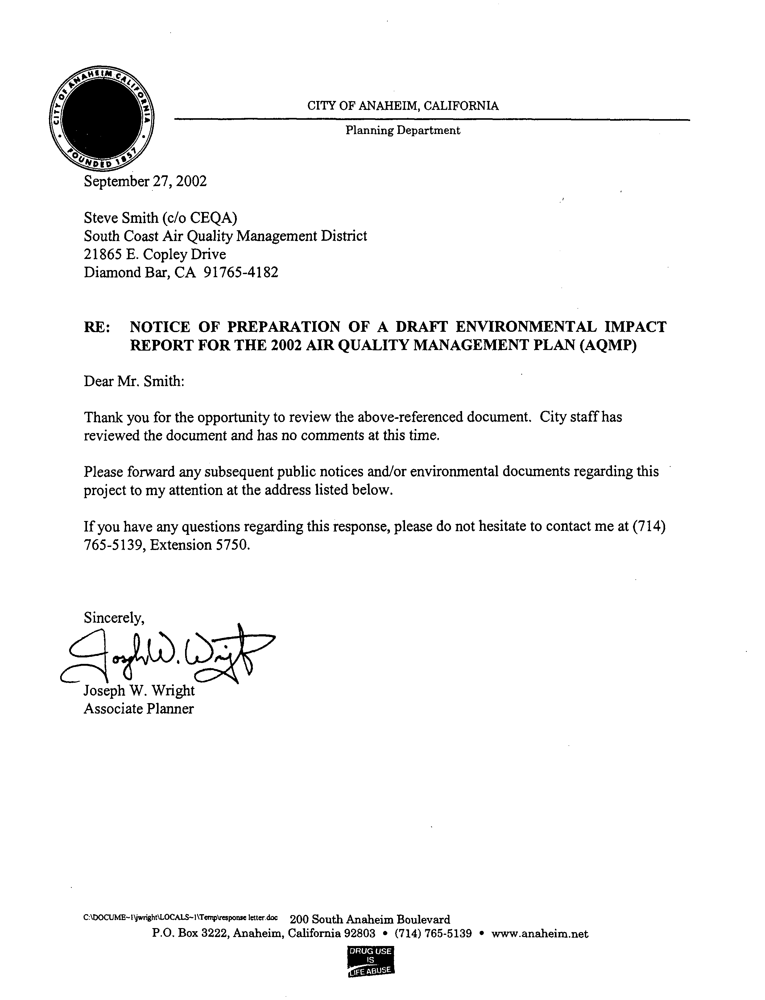 CITY OF ANAHEIM CALIFORNIA
FOUNDED 1857
CITY OF ANAHEIM, CALIFORNIA
Planning Department
September 27, 2002
Steve Smith (c/o CEQA)
South Coast Air Quality Management District
21865 E. Copley Drive
Diamond Bar, CA 91765-4182
RE: NOTICE OF PREPARATION OF A DRAFT ENVIRONMENTAL IMPACT
REPORT FOR THE 2002 AIR QUALITY MANAGEMENT PLAN (AQMP)
Dear Mr. Smith:
Thank you for the opportunity to review the above-referenced document. City staff has
reviewed the document and has no comments at this time.
Please forward any subsequent public notices and/or environmental documents regarding this
project to my attention at the address listed below.
If you have any questions regarding this response, please do not hesitate to contact me at (714)
765-5139, Extension 5750.
Sincerely,
Joseph W. Wright
Joseph W. Wright
Associate Planner
C:\DOCUME~1\jwright\LOCALS~1\Temp\response letter.doc 200 South Anaheim Boulevard
P.O. Box 3222, Anaheim, California 92803 • (714) 765-5139 • www.anaheim.net
DRUG USE
IS
LIFE ABUSE